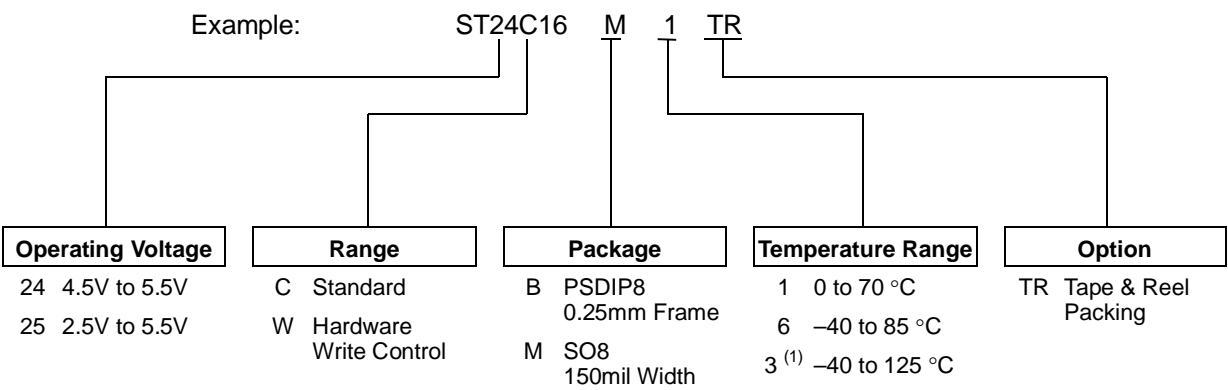 Example: ST24C16 M 1 TR
Operating Voltage
24 4.5V to 5.5V
25 2.5V to 5.5V
Range
C Standard
W Hardware
Write Control
Package
B PSDIP8
0.25mm Frame
M SO8
150mil Width
Temperature Range
1 0 to 70 °C
6 –40 to 85 °C
3 (1) –40 to 125 °C
Option
TR Tape & Reel
Packing